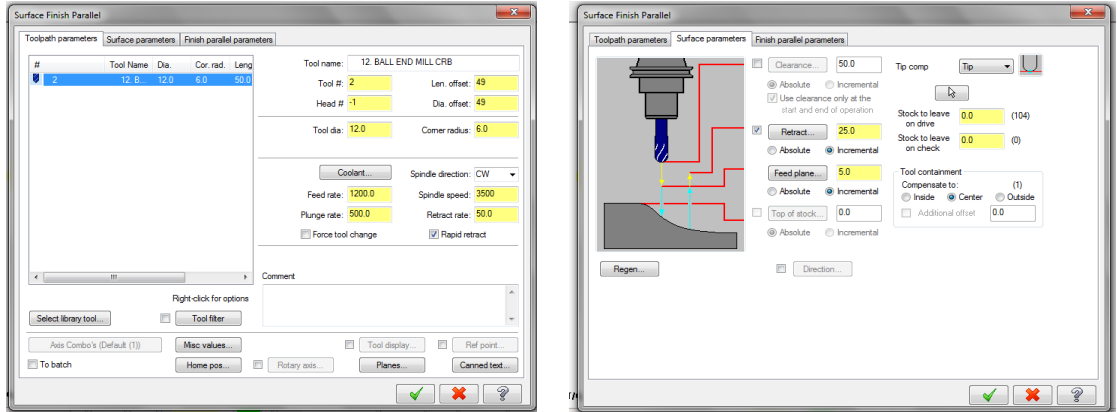 Surface Finish Parallel
Toolpath parameters Surface parameters Finish parallel parameters
# Tool Name Dia. Cor. rad. Leng
2 12. B... 12.0 6.0 50.0
Right-click for options
Select library tool... Tool filter
Axis Combo's (Default (1)) Misc values...
To batch Home pos...
Tool name: 12. BALL END MILL CRB
Tool #: 2 Len. offset: 49
Head # -1 Dia. offset: 49
Tool dia: 12.0 Corner radius: 6.0
Coolant... Spindle direction: CW
Feed rate: 1200.0 Spindle speed: 3500
Plunge rate: 500.0 Retract rate: 50.0
Force tool change Rapid retract
Comment
Tool display... Ref point...
Rotary axis... Planes... Canned text...
Surface Finish Parallel
Toolpath parameters Surface parameters Finish parallel parameters
Clearance... 50.0
Absolute Incremental
Use clearance only at the
start and end of operation
Retract... 25.0
Absolute Incremental
Feed plane... 5.0
Absolute Incremental
Top of stock... 0.0
Absolute Incremental
Regen... Direction...
Tip comp Tip
Stock to leave
on drive 0.0 (104)
Stock to leave
on check 0.0 (0)
Tool containment
Compensate to: (1)
Inside Center Outside
Additional offset 0.0